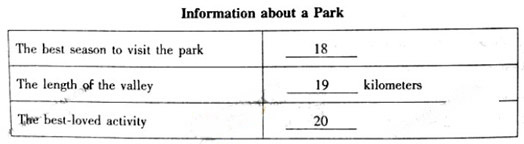 Information about a Park
The best season to visit the park 18
The length of the valley 19 kilometers
The best-loved activity 20